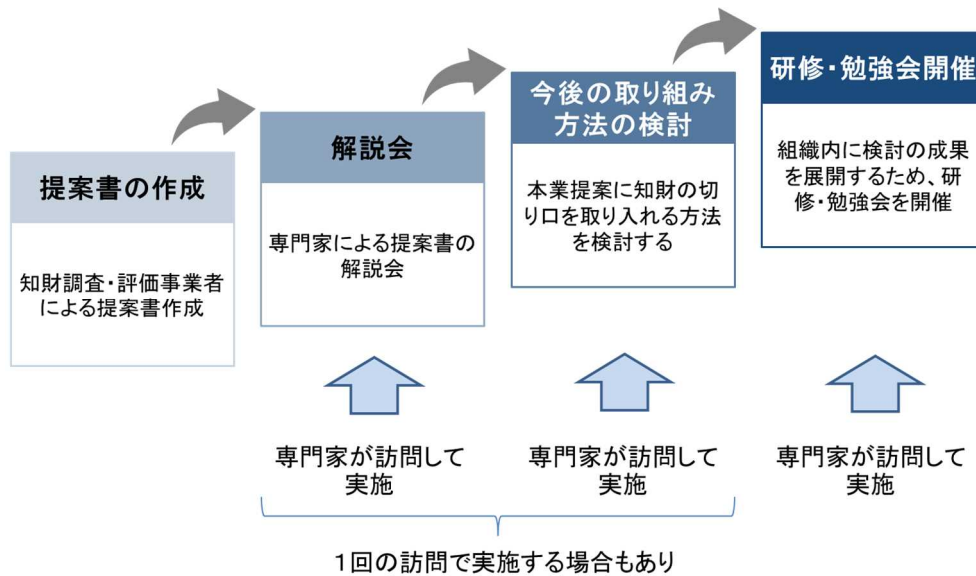 提案書の作成
知財調査・評価事業者
による提案書作成
解説会
専門家による提案書の
解説会
今後の取り組み
方法の検討
本業提案に知財の切
り口を取り入れる方法
を検討する
研修・勉強会開催
組織内に検討の成果
を展開するため、研
修・勉強会を開催
専門家が訪問して
実施
専門家が訪問して
実施
専門家が訪問して
実施
1回の訪問で実施する場合もあり